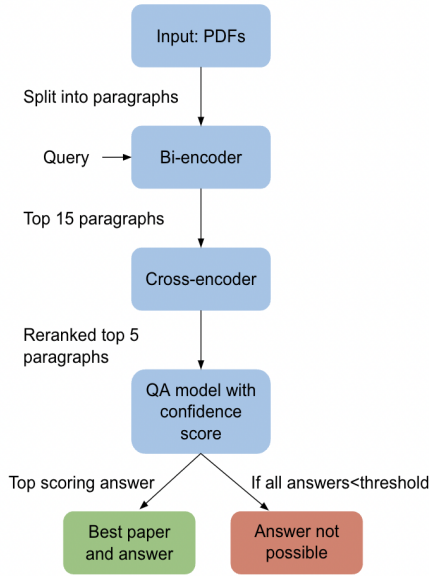 Input: PDFs
Split into paragraphs
Query
Bi-encoder
Top 15 paragraphs
Cross-encoder
Reranked top 5
paragraphs
QA model with
confidence
score
Top scoring answer
If all answers<threshold
Best paper
and answer
Answer not
possible